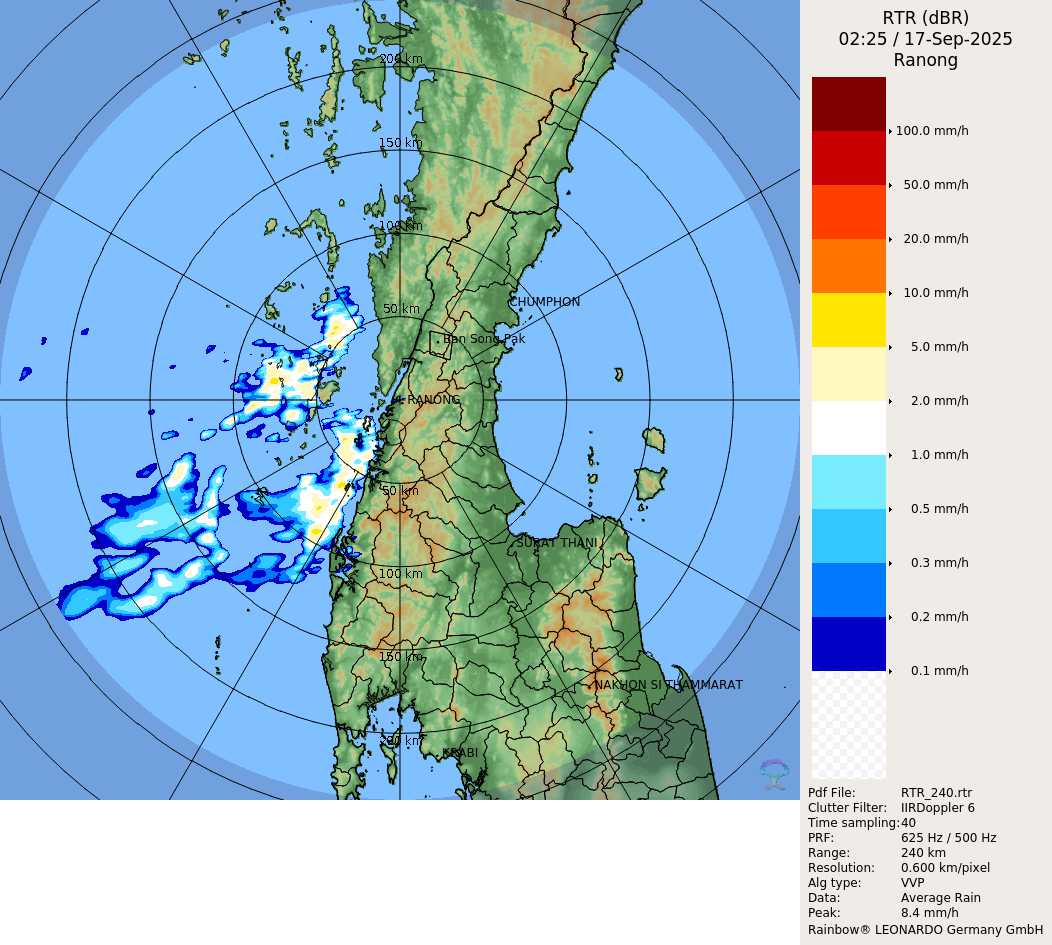 RTR (dBR)
02:25 / 17-Sep-2025
Ranong
200 km
150 km
100.0 mm/h
50.0 mm/h
100 km
20.0 mm/h
10.0 mm/h
CHUMPHON
50 km
Ban Song Pak
5.0 mm/h
RANONG
2.0 mm/h
1.0 mm/h
50 km
0.5 mm/h
SURAT THANI
0.3 mm/h
100 km
0.2 mm/h
150 km
0.1 mm/h
NAKHON SI THAMMARAT
200 km
KRABI
Pdf File: RTR_240.rtr
Clutter Filter: IIRDoppler 6
Time sampling:40
PRF: 625 Hz / 500 Hz
Range: 240 km
Resolution: 0.600 km/pixel
Alg type: VVP
Data: Average Rain
Peak: 8.4 mm/h
Rainbow® LEONARDO Germany GmbH